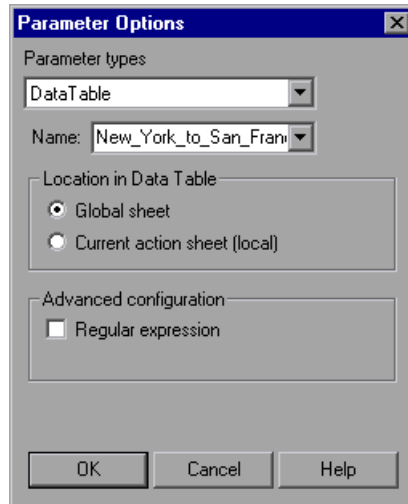 Parameter Options
Parameter types
DataTable
Name: New_York_to_San_Fran
Location in Data Table
Global sheet
Current action sheet (local)
Advanced configuration
Regular expression
OK Cancel Help